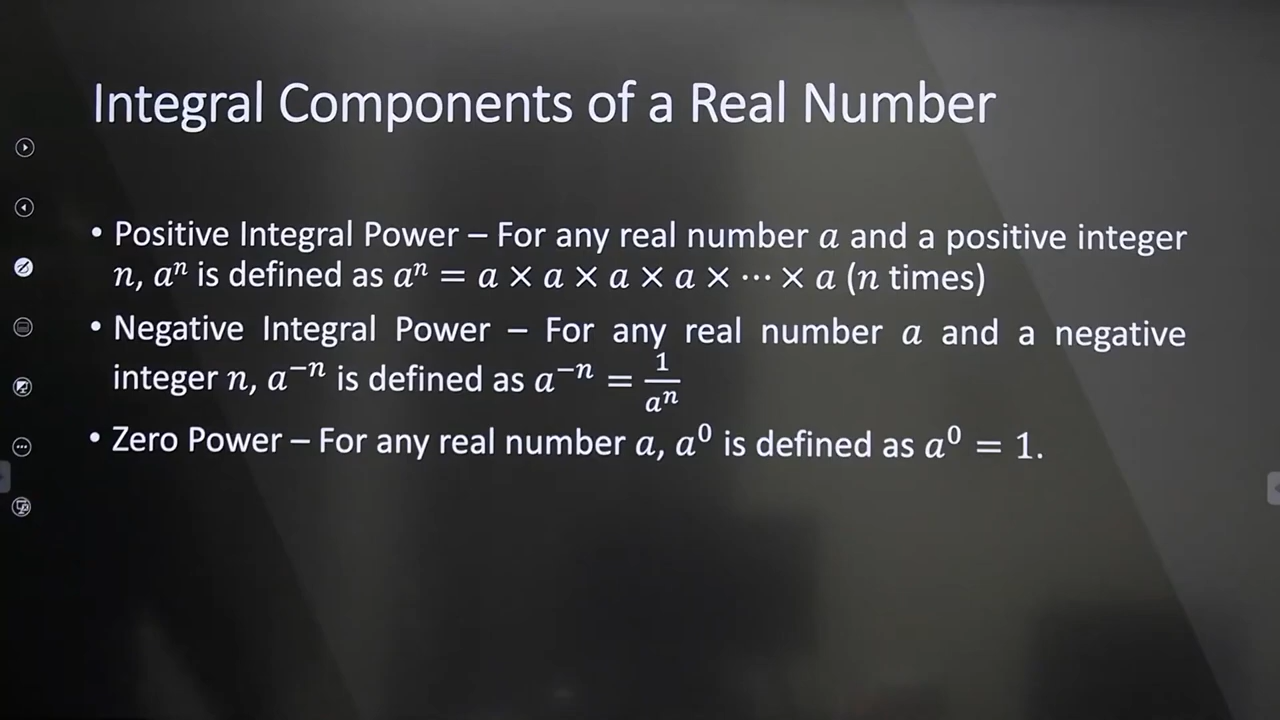 Integral Components of a Real Number
• Positive Integral Power – For any real number a and a positive integer
n, aⁿ is defined as aⁿ = a × a × a × a × ⋯ × a (n times)
• Negative Integral Power – For any real number a and a negative
integer n, a⁻ⁿ is defined as a⁻ⁿ = 1/aⁿ
• Zero Power – For any real number a, a⁰ is defined as a⁰ = 1.